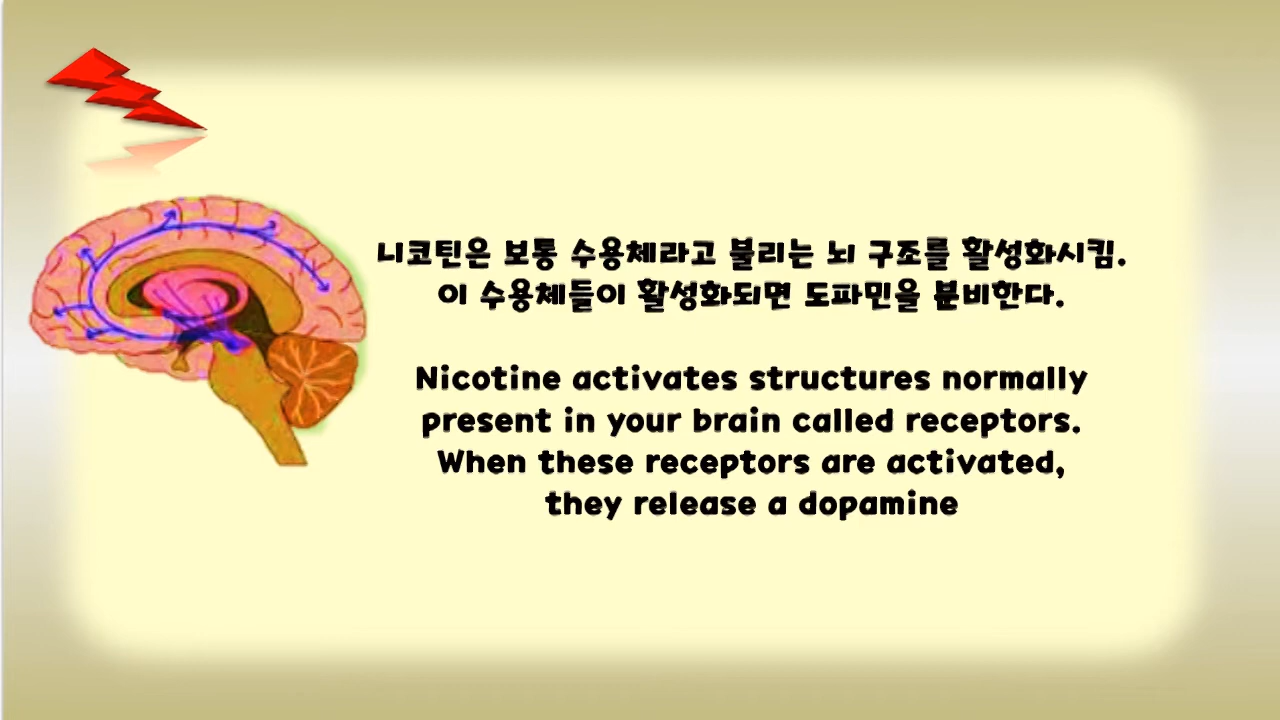 니코틴은 보통 수용체라고 불리는 뇌 구조를 활성화시킴.
이 수용체들이 활성화되면 도파민을 분비한다.
Nicotine activates structures normally
present in your brain called receptors.
When these receptors are activated,
they release a dopamine